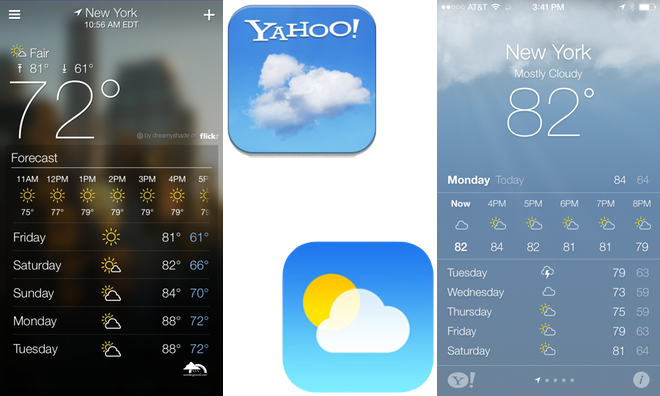 New York
10:56 AM EDT
Fair
81° 61°
72°
© by dreamyshade on flickr
Forecast
11AM 12PM 1PM 2PM 3PM 4PM 5P
75° 77° 79° 79° 79° 79° 79
Friday 81° 61°
Saturday 82° 66°
Sunday 84° 70°
Monday 88° 72°
Tuesday 88° 72°
YAHOO!
AT&T 3:41 PM
New York
Mostly Cloudy
82°
Monday Today 84 64
Now 4PM 5PM 6PM 7PM 8PM
82 84 82 81 81 79
Tuesday 79 63
Wednesday 73 59
Thursday 75 59
Friday 79 63
Saturday 81 64
Y! i